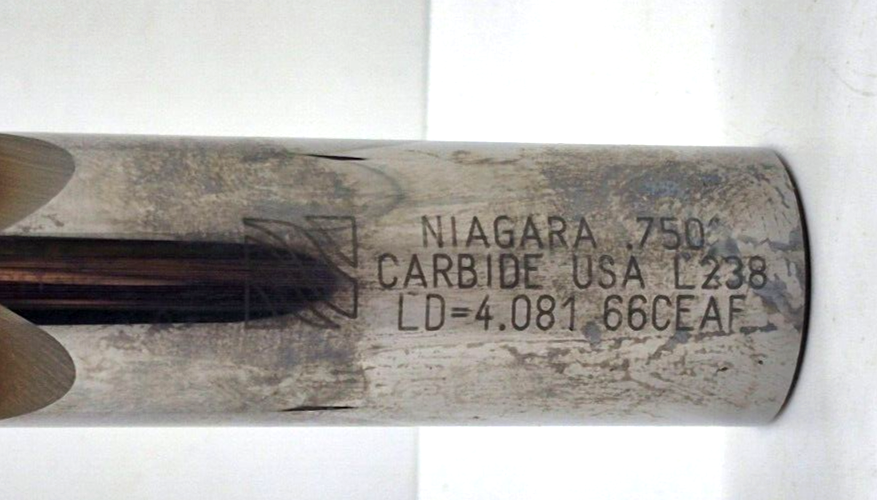 NIAGARA .750
CARBIDE USA L238
LD=4.081 66CEAF